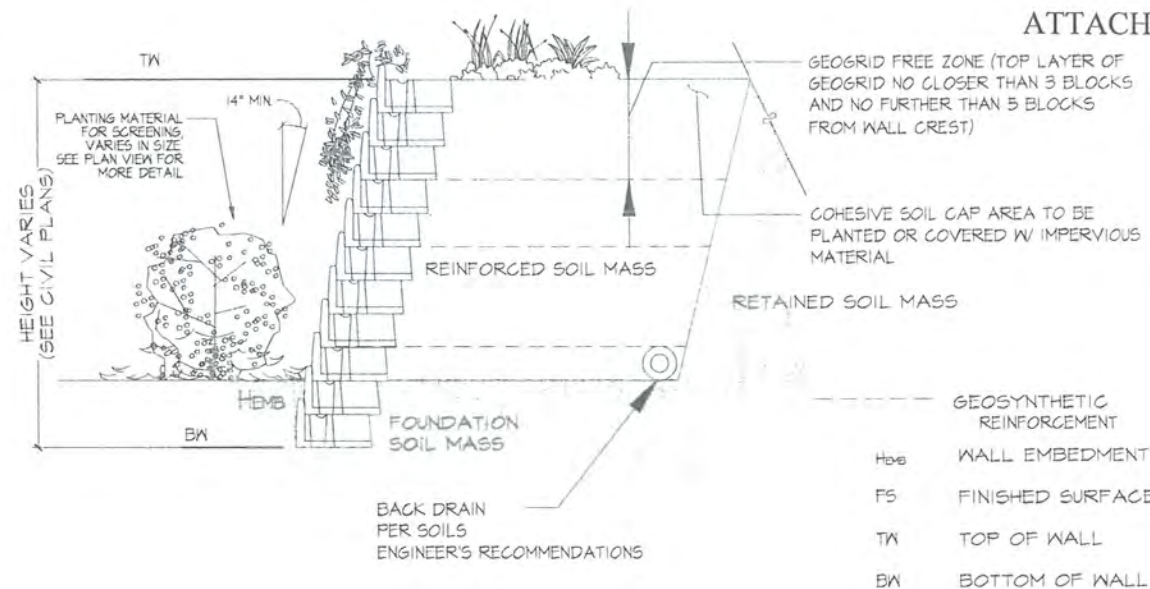 ATTACH
TW
14° MIN.
PLANTING MATERIAL
FOR SCREENING,
VARIES IN SIZE
SEE PLAN VIEW FOR
MORE DETAIL
HEIGHT VARIES
(SEE CIVIL PLANS)
GEOGRID FREE ZONE (TOP LAYER OF
GEOGRID NO CLOSER THAN 3 BLOCKS
AND NO FURTHER THAN 5 BLOCKS
FROM WALL CREST)
COHESIVE SOIL CAP AREA TO BE
PLANTED OR COVERED W/ IMPERVIOUS
MATERIAL
REINFORCED SOIL MASS
RETAINED SOIL MASS
HEMB
BW
FOUNDATION
SOIL MASS
BACK DRAIN
PER SOILS
ENGINEER'S RECOMMENDATIONS
GEOSYNTHETIC
REINFORCEMENT
HEMB WALL EMBEDMENT
FS FINISHED SURFACE
TW TOP OF WALL
BW BOTTOM OF WALL